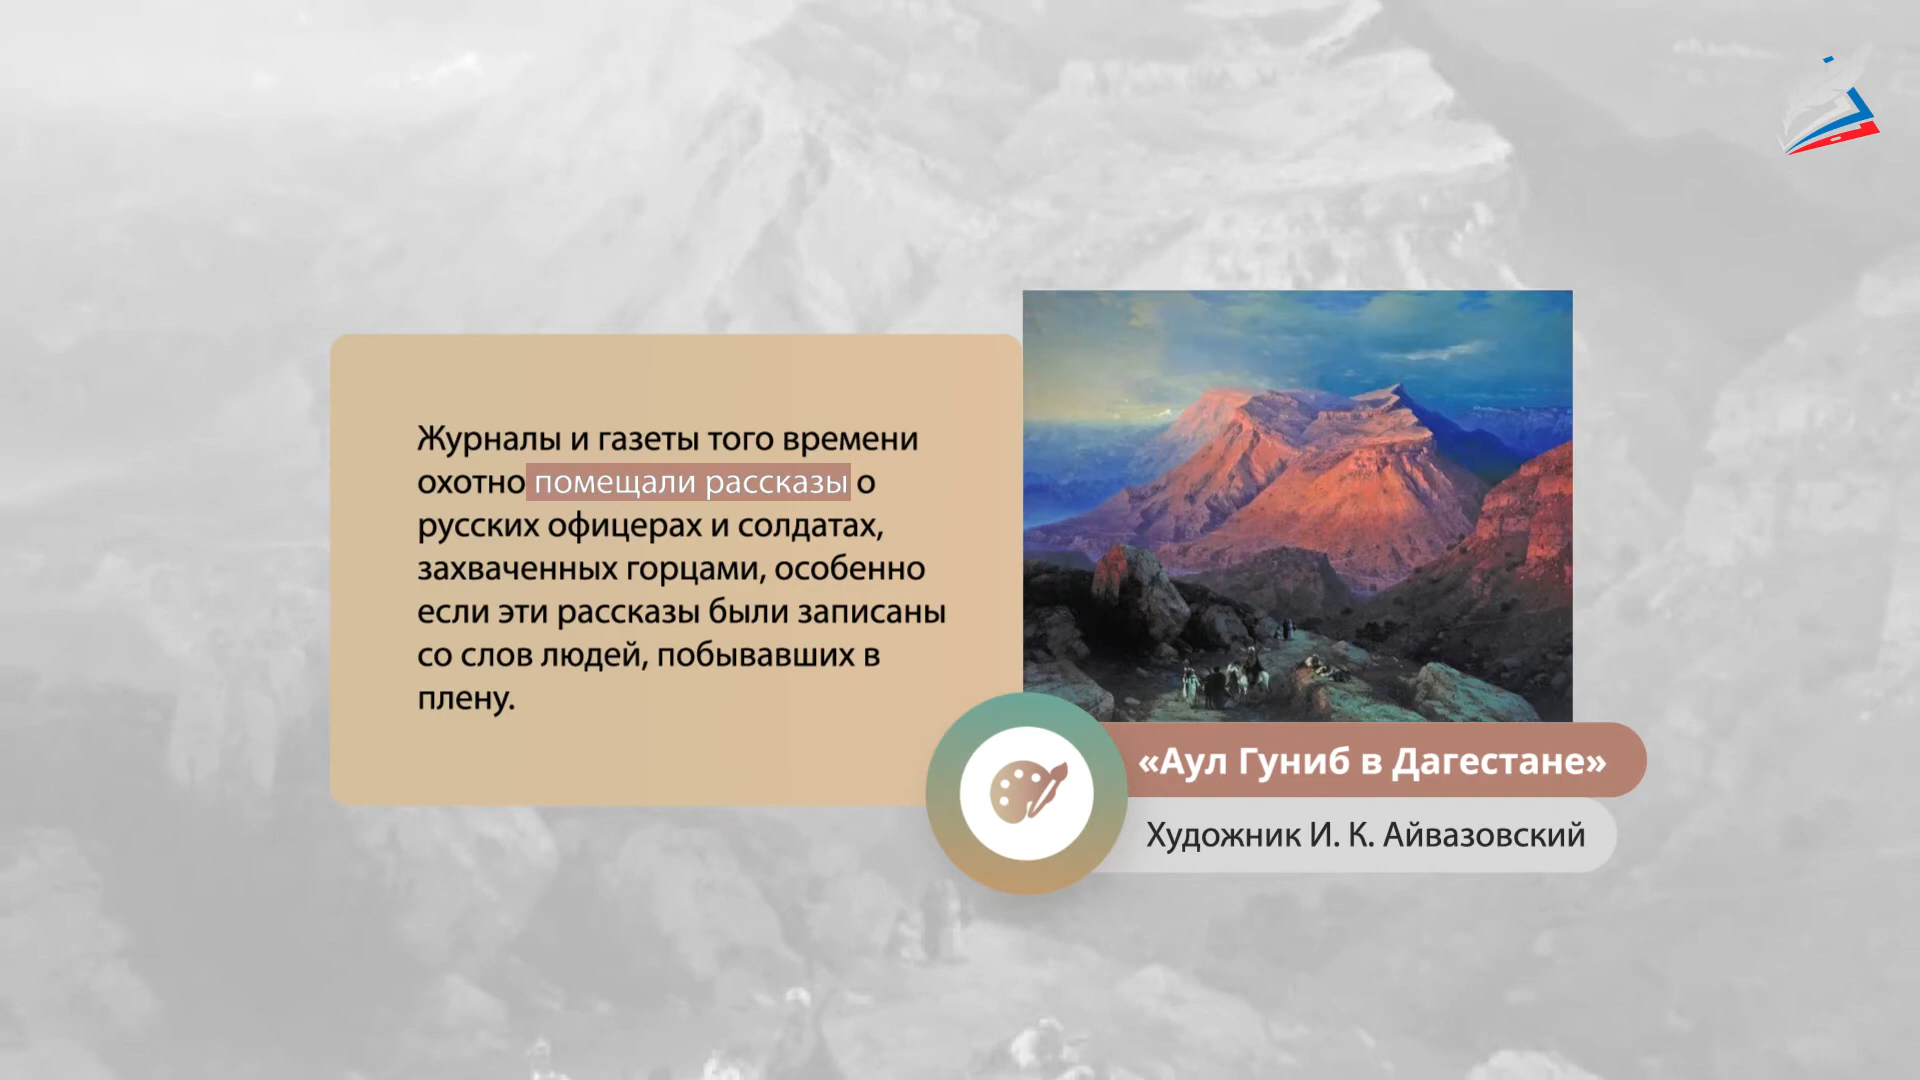 Журналы и газеты того времени
охотно помещали рассказы о
русских офицерах и солдатах,
захваченных горцами, особенно
если эти рассказы были записаны
со слов людей, побывавших в
плену.
«Аул Гуниб в Дагестане»
Художник И. К. Айвазовский